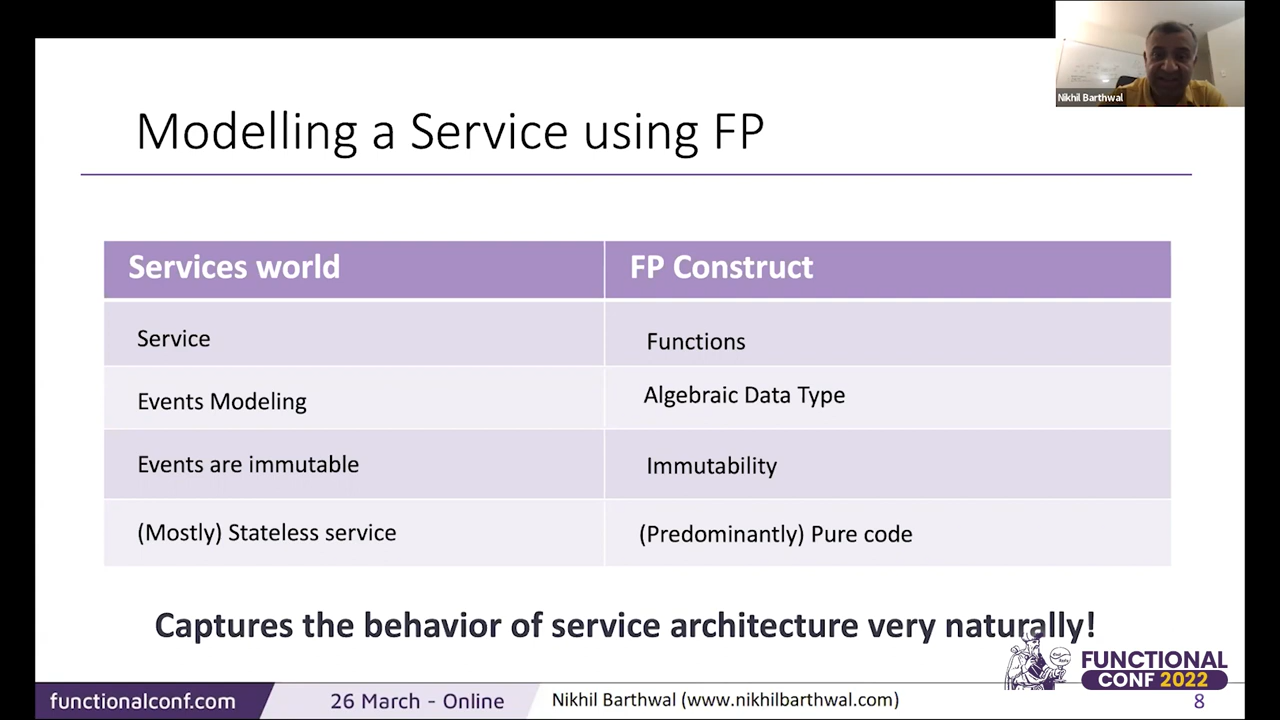 Nikhil Barthwal
Modelling a Service using FP
Services world FP Construct
Service Functions
Events Modeling Algebraic Data Type
Events are immutable Immutability
(Mostly) Stateless service (Predominantly) Pure code
Captures the behavior of service architecture very naturally!
FUNCTIONAL
CONF 2022
functionalconf.com 26 March - Online Nikhil Barthwal (www.nikhilbarthwal.com) 8